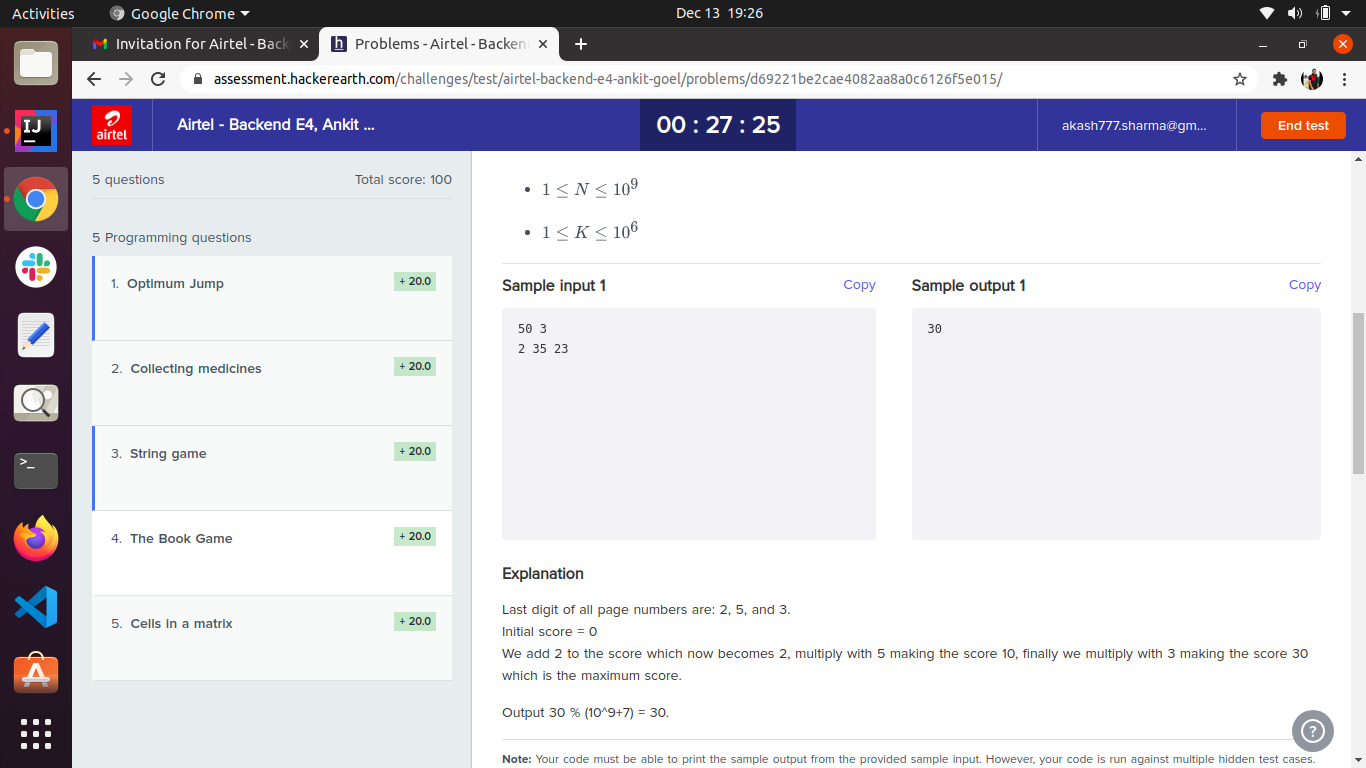 Activities
Google Chrome
Dec 13 19:26
Invitation for Airtel - Back
Problems - Airtel - Backen
assessment.hackerearth.com/challenges/test/airtel-backend-e4-ankit-goel/problems/d69221be2cae4082aa8a0c6126f5e015/
airtel
Airtel - Backend E4, Ankit ...
00 : 27 : 25
akash777.sharma@gm...
End test
5 questions
Total score: 100
5 Programming questions
1. Optimum Jump
+ 20.0
2. Collecting medicines
+ 20.0
3. String game
+ 20.0
4. The Book Game
+ 20.0
5. Cells in a matrix
+ 20.0
• 1 ≤ N ≤ 10⁹
• 1 ≤ K ≤ 10⁶
Sample input 1
Copy
50 3
2 35 23
Sample output 1
Copy
30
Explanation
Last digit of all page numbers are: 2, 5, and 3.
Initial score = 0
We add 2 to the score which now becomes 2, multiply with 5 making the score 10, finally we multiply with 3 making the score 30
which is the maximum score.
Output 30 % (10^9+7) = 30.
Note: Your code must be able to print the sample output from the provided sample input. However, your code is run against multiple hidden test cases.